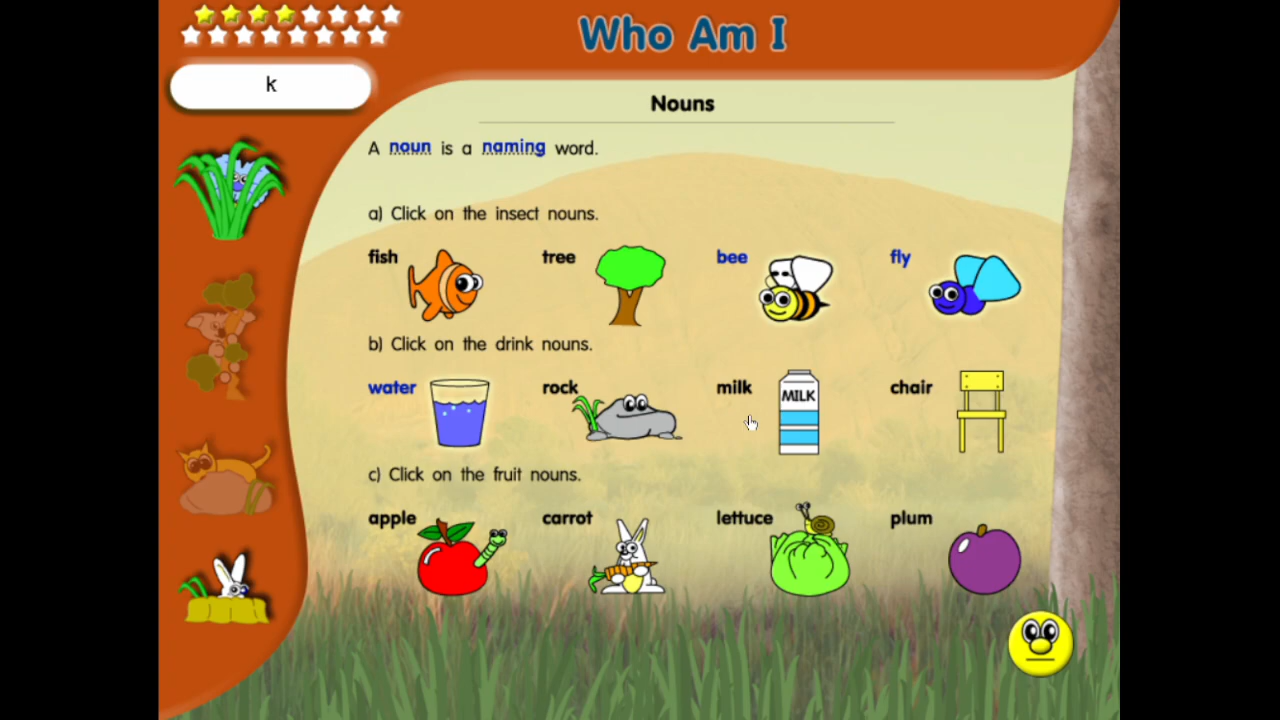 Who Am I
k
Nouns
A noun is a naming word.
a) Click on the insect nouns.
fish tree bee fly
b) Click on the drink nouns.
water rock milk MILK chair
c) Click on the fruit nouns.
apple carrot lettuce plum